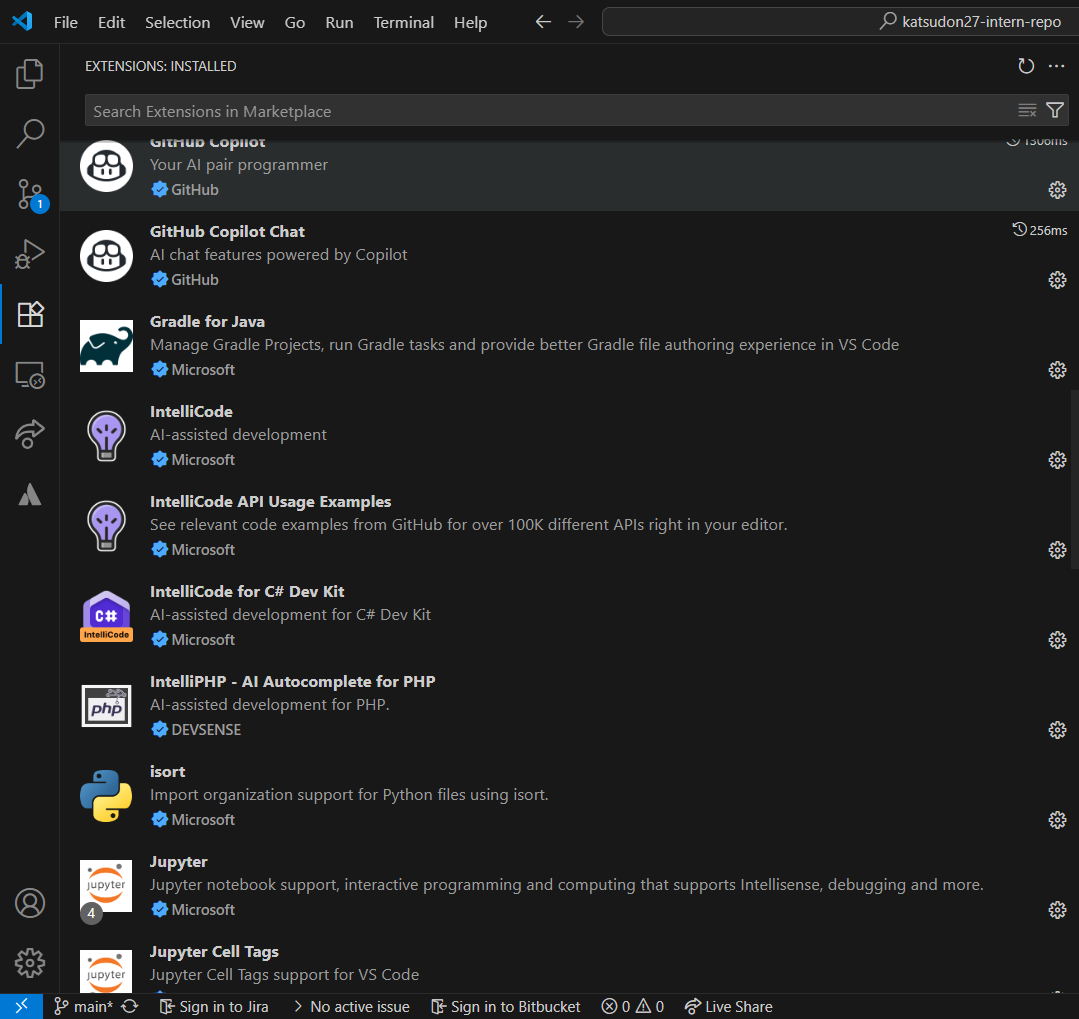 File Edit Selection View Go Run Terminal Help katsudon27-intern-repo
EXTENSIONS: INSTALLED
Search Extensions in Marketplace
GitHub Copilot 1306ms
Your AI pair programmer
GitHub
1
GitHub Copilot Chat 256ms
AI chat features powered by Copilot
GitHub
Gradle for Java
Manage Gradle Projects, run Gradle tasks and provide better Gradle file authoring experience in VS Code
Microsoft
IntelliCode
AI-assisted development
Microsoft
IntelliCode API Usage Examples
See relevant code examples from GitHub for over 100K different APIs right in your editor.
Microsoft
IntelliCode for C# Dev Kit
C#
AI-assisted development for C# Dev Kit
IntelliCode
Microsoft
IntelliPHP - AI Autocomplete for PHP
php
AI-assisted development for PHP.
DEVSENSE
isort
Import organization support for Python files using isort.
Microsoft
Jupyter
jupyter
Jupyter notebook support, interactive programming and computing that supports Intellisense, debugging and more.
4
Microsoft
Jupyter Cell Tags
jupyter
Jupyter Cell Tags support for VS Code
main* Sign in to Jira No active issue Sign in to Bitbucket 0 0 Live Share